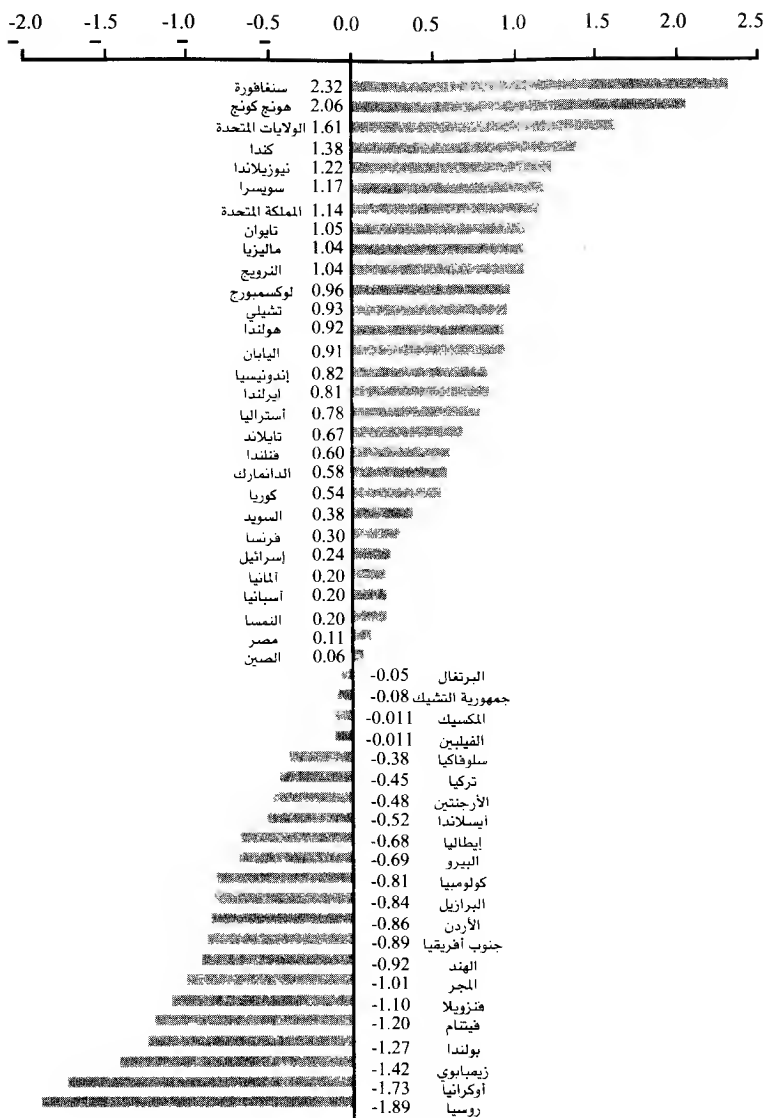 -2.0 -1.5 -1.0 -0.5 0.0 0.5 1.0 1.5 2.0 2.5
سنغافورة 2.32
هونج كونج 2.06
الولايات المتحدة 1.61
كندا 1.38
نيوزيلاندا 1.22
سويسرا 1.17
المملكة المتحدة 1.14
تايوان 1.05
ماليزيا 1.04
النرويج 1.04
لوكسمبورج 0.96
تشيلي 0.93
هولندا 0.92
اليابان 0.91
إندونيسيا 0.82
ايرلندا 0.81
أستراليا 0.78
تايلاند 0.67
فنلندا 0.60
الدانمارك 0.58
كوريا 0.54
السويد 0.38
فرنسا 0.30
إسرائيل 0.24
ألمانيا 0.20
أسبانيا 0.20
النمسا 0.20
مصر 0.11
الصين 0.06
-0.05 البرتغال
-0.08 جمهورية التشيك
-0.011 المكسيك
-0.011 الفيلبين
-0.38 سلوفاكيا
-0.45 تركيا
-0.48 الأرجنتين
-0.52 أيسلاندا
-0.68 إيطاليا
-0.69 البيرو
-0.81 كولومبيا
-0.84 البرازيل
-0.86 الأردن
-0.89 جنوب أفريقيا
-0.92 الهند
-1.01 المجر
-1.10 فنزويلا
-1.20 فيتنام
-1.27 بولندا
-1.42 زيمبابوي
-1.73 أوكرانيا
-1.89 روسيا